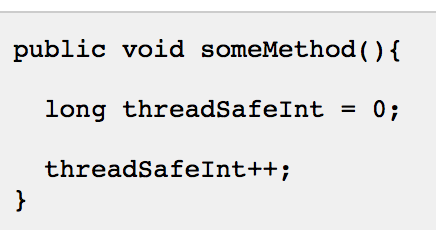 public void someMethod(){
long threadSafeInt = 0;
threadSafeInt++;
}